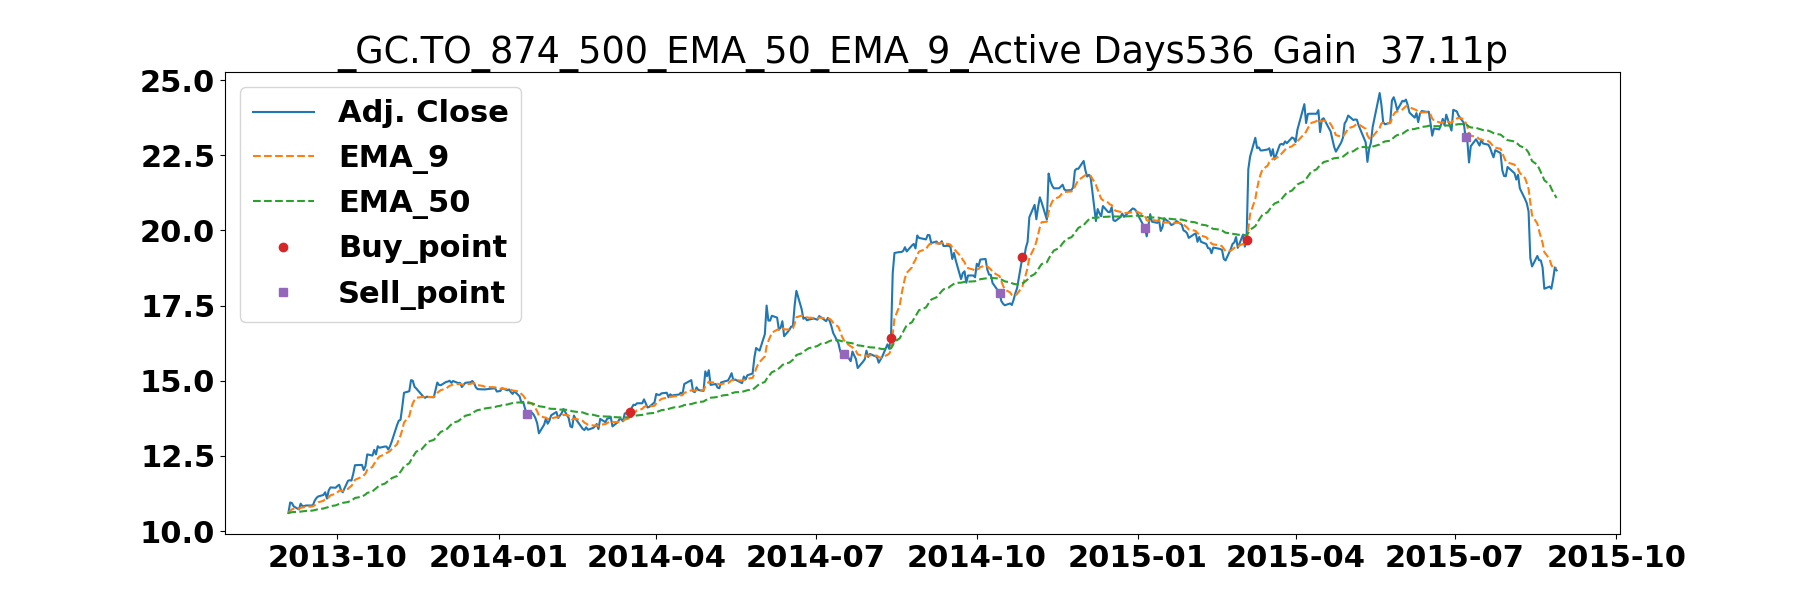 _GC.TO_874_500_EMA_50_EMA_9_Active Days536_Gain  37.11p
25.0
22.5
20.0
17.5
15.0
12.5
10.0
Adj. Close
EMA_9
EMA_50
Buy_point
Sell_point
2013-10 2014-01 2014-04 2014-07 2014-10 2015-01 2015-04 2015-07 2015-10